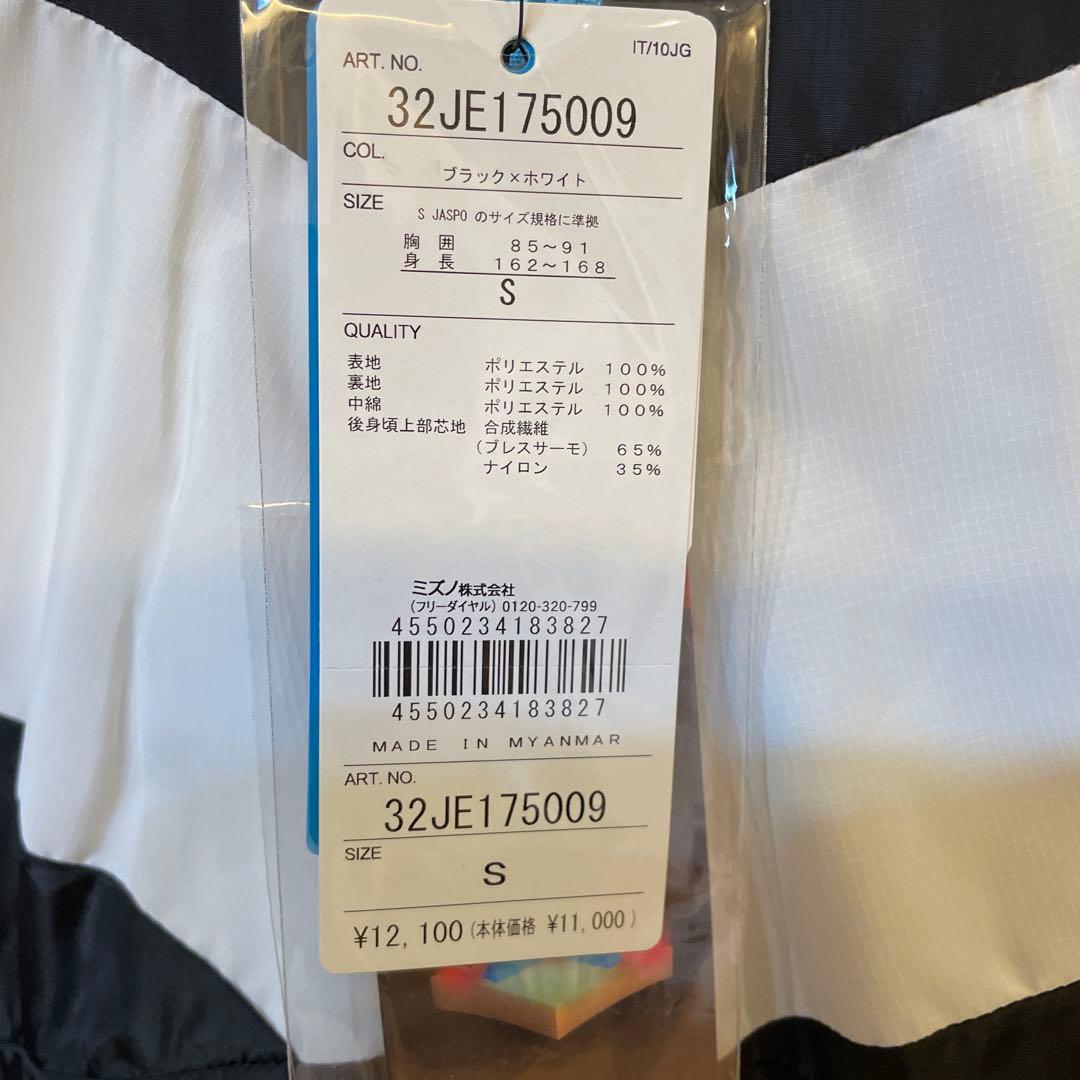 IT/10JG
ART. NO.
32JE175009
COL.
ブラック×ホワイト
SIZE
S JASPO のサイズ規格に準拠
胸 囲 85～91
身 長 162～168
S
QUALITY
表地 ポリエステル 100%
裏地 ポリエステル 100%
中綿 ポリエステル 100%
後身頃上部芯地 合成繊維
(ブレスサーモ) 65%
ナイロン 35%
ミズノ株式会社
(フリーダイヤル) 0120-320-799
4550234183827
4550234183827
MADE IN MYANMAR
ART. NO.
32JE175009
SIZE
S
¥12,100(本体価格 ¥11,000)